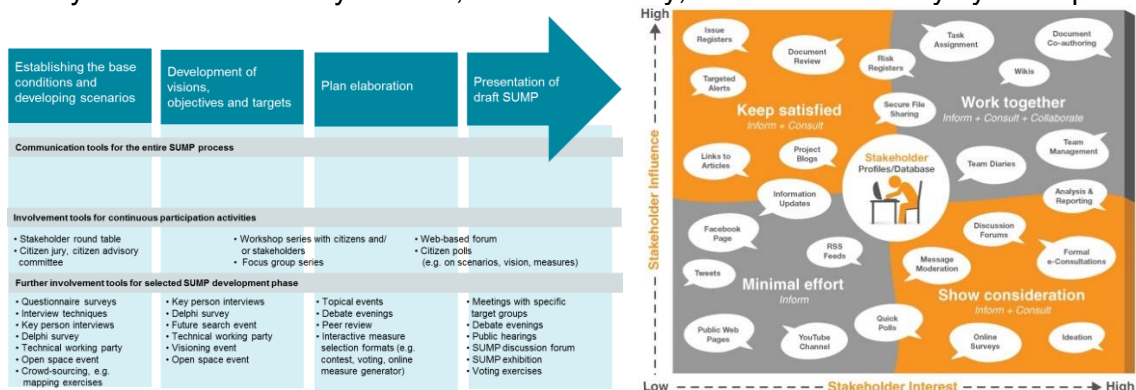 Establishing the base
conditions and
developing scenarios
Development of
visions,
objectives and targets
Plan elaboration
Presentation of
draft SUMP
Communication tools for the entire SUMP process
Involvement tools for continuous participation activities
• Stakeholder round table
• Citizen jury, citizen advisory
committee
• Workshop series with citizens and/
or stakeholders
• Focus group series
• Web-based forum
• Citizen polls
(e.g. on scenarios, vision, measures)
Further involvement tools for selected SUMP development phase
• Questionnaire surveys
• Interview techniques
• Key person interviews
• Delphi survey
• Technical working party
• Open space event
• Crowd-sourcing, e.g.
mapping exercises
• Key person interviews
• Delphi survey
• Future search event
• Technical working party
• Visioning event
• Open space event
• Topical events
• Debate evenings
• Peer review
• Interactive measure
selection formats (e.g.
contest, voting, online
measure generator)
• Meetings with specific
target groups
• Debate evenings
• Public hearings
• SUMP discussion forum
• SUMP exhibition
• Voting exercises
High
Stakeholder Influence
Issue
Registers
Document
Review
Targeted
Alerts
Risk
Registers
Keep satisfied
Inform + Consult
Secure File
Sharing
Links to
Articles
Project
Blogs
Information
Updates
Task
Assignment
Document
Co-authoring
Wikis
Work together
Inform + Consult + Collaborate
Team
Management
Team Diaries
Analysis &
Reporting
Stakeholder
Profiles/Database
Facebook
Page
RSS
Feeds
Tweets
Minimal effort
Inform
Public Web
Pages
YouTube
Channel
Quick
Polls
Discussion
Forums
Message
Moderation
Formal
e-Consultations
Show consideration
Inform + Consult
Online
Surveys
Ideation
Low
Stakeholder Interest
High